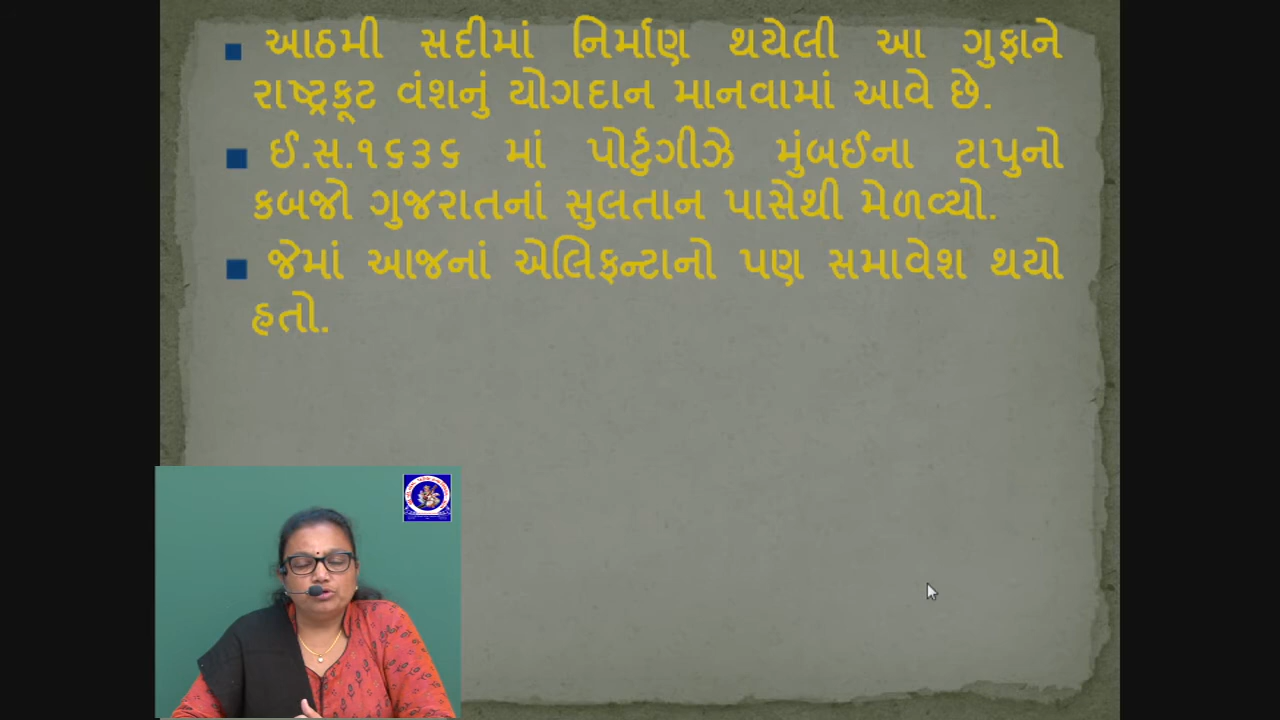 આઠમી સદીમાં નિર્માણ થયેલી આ ગુફાને
રાષ્ટ્રકૂટ વંશનું યોગદાન માનવામાં આવે છે.
ઈ.સ.૧૬૩૬ માં પોર્ટુગીઝે મુંબઈના ટાપુનો
કબજો ગુજરાતનાં સુલતાન પાસેથી મેળવ્યો.
જેમાં આજનાં એલિફન્ટાનો પણ સમાવેશ થયો
હતો.